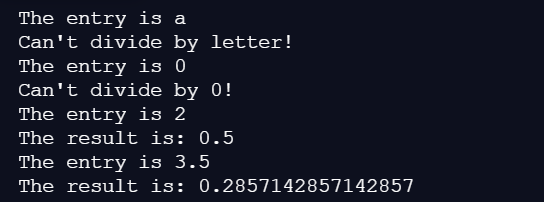 The entry is a
Can't divide by letter!
The entry is 0
Can't divide by 0!
The entry is 2
The result is: 0.5
The entry is 3.5
The result is: 0.2857142857142857